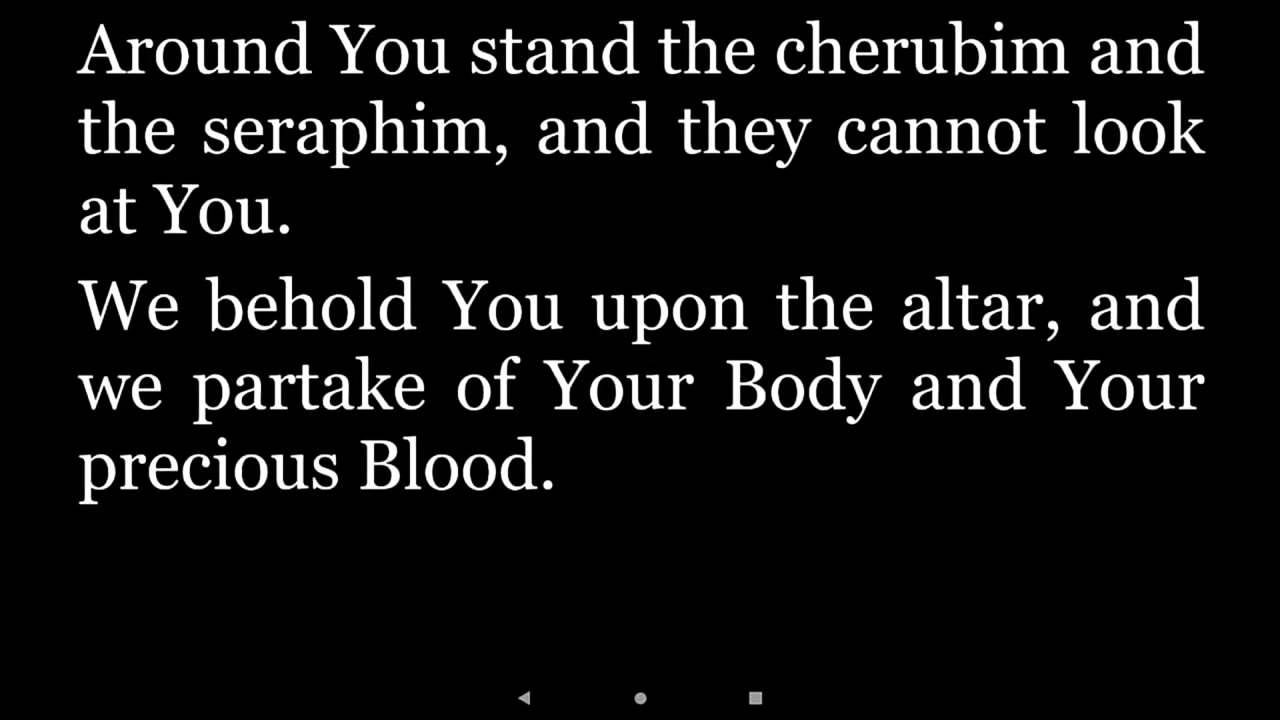 Around You stand the cherubim and
the seraphim, and they cannot look
at You.
We behold You upon the altar, and
we partake of Your Body and Your
precious Blood.